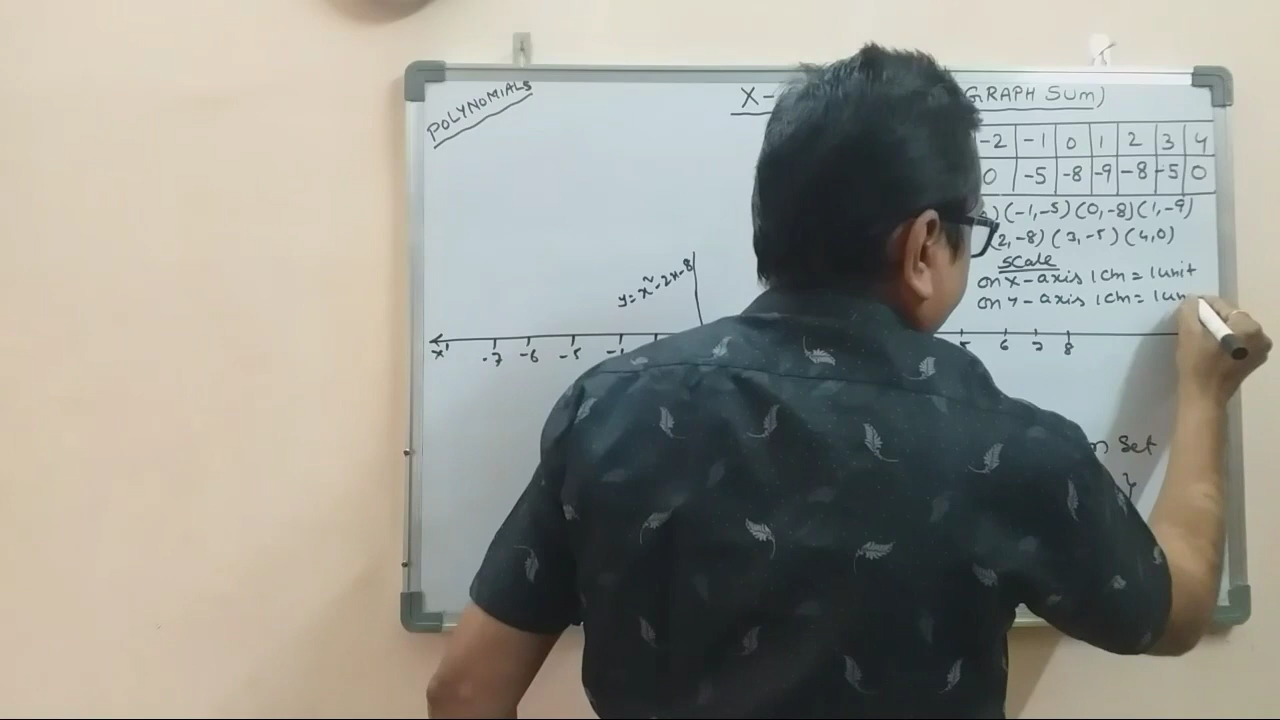 POLYNOMIALS
X - GRAPH SUM)
-2 -1 0 1 2 3 4
0 -5 -8 -9 -8 -5 0
) (-1,-5) (0,-8) (1,-9)
(2,-8) (3,-5) (4,0)
Scale
on x-axis 1cm = 1unit
on y-axis 1cm = 1un
y = x² - 2x - 8
x' -7 -6 -5 5 6 7 8
n Set
}